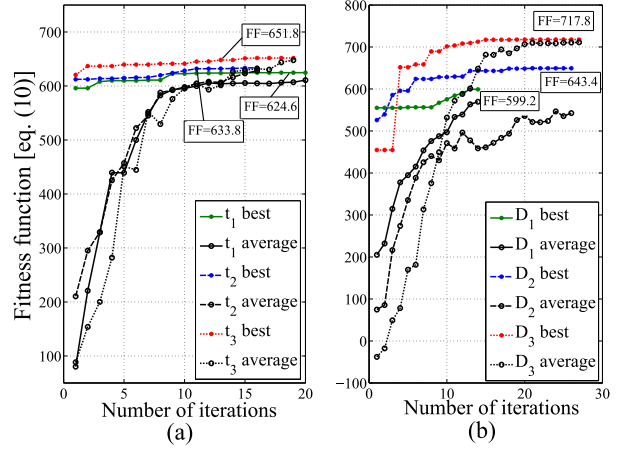 Fitness function [eq. (10)]
700
600
500
400
300
200
100
0
5
10
15
20
Number of iterations
(a)
FF=651.8
FF=624.6
FF=633.8
t1 best
t1 average
t2 best
t2 average
t3 best
t3 average
800
700
600
500
400
300
200
100
0
−100
0
10
20
30
Number of iterations
(b)
FF=717.8
FF=643.4
FF=599.2
D1 best
D1 average
D2 best
D2 average
D3 best
D3 average